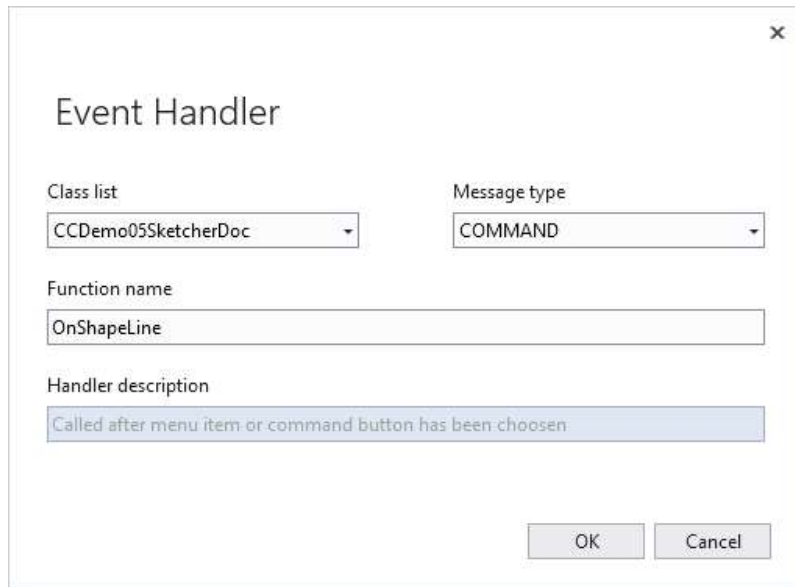 Event Handler
Class list
Message type
CCDemo05SketcherDoc
COMMAND
Function name
OnShapeLine
Handler description
Called after menu item or command button has been choosen
OK
Cancel